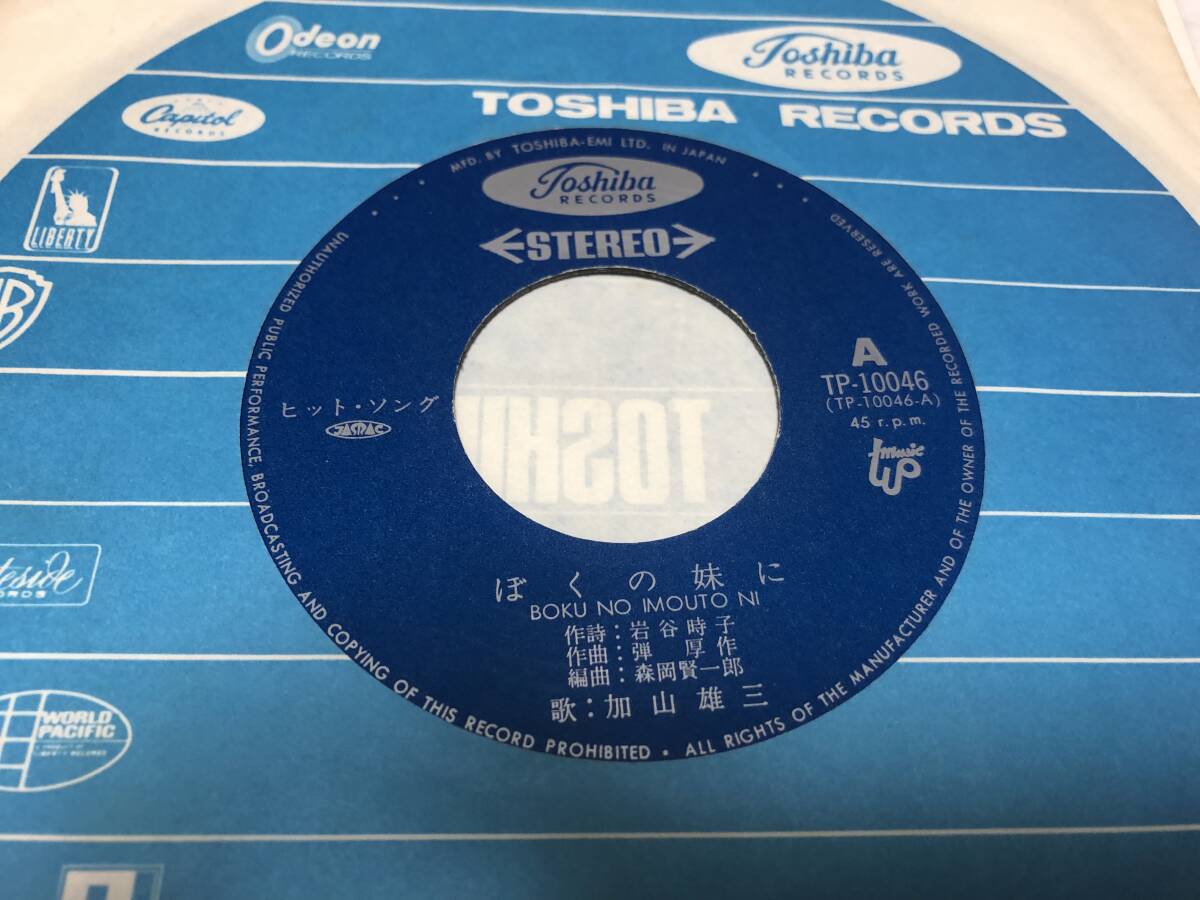 Odeon
RECORDS
Toshiba
RECORDS
Capitol
RECORDS
TOSHIBA RECORDS
LIBERTY
WORLD
PACIFIC
MFD. BY TOSHIBA-EMI LTD. IN JAPAN
Toshiba
RECORDS
STEREO
ヒット・ソング
JASRAC
A
TP-10046
(TP-10046-A)
45 r.p.m.
music
ぼくの妹に
BOKU NO IMOUTO NI
作詩:岩谷時子
作曲:弾 厚作
編曲:森岡賢一郎
歌:加山雄三
UNAUTHORIZED PUBLIC PERFORMANCE, BROADCASTING AND COPYING OF THIS RECORD PROHIBITED • ALL RIGHTS OF THE MANUFACTURER AND OF THE OWNER OF THE RECORDED WORK ARE RESERVED